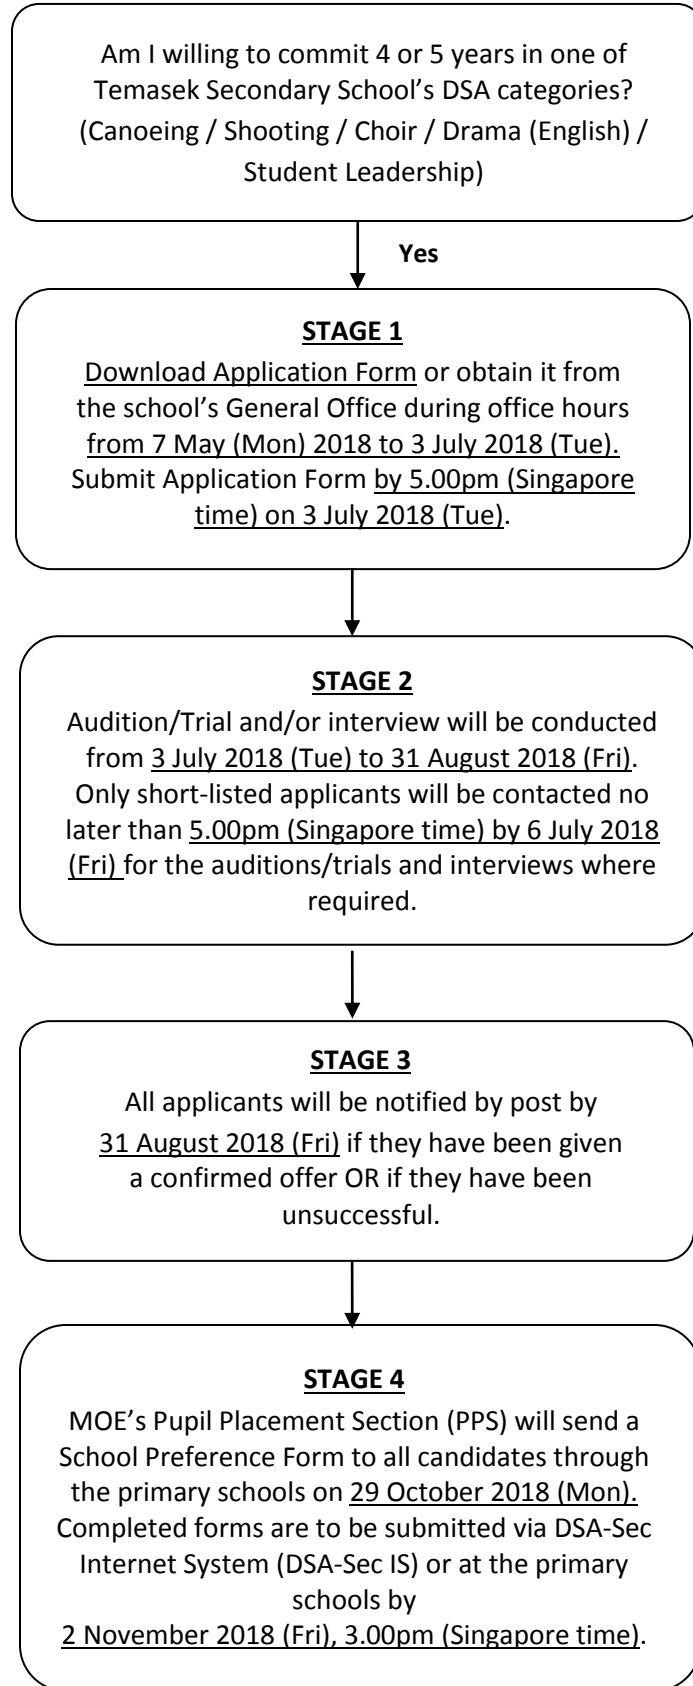 Am I willing to commit 4 or 5 years in one of
Temasek Secondary School’s DSA categories?
(Canoeing / Shooting / Choir / Drama (English) /
Student Leadership)
Yes
STAGE 1
Download Application Form or obtain it from
the school’s General Office during office hours
from 7 May (Mon) 2018 to 3 July 2018 (Tue).
Submit Application Form by 5.00pm (Singapore
time) on 3 July 2018 (Tue).
STAGE 2
Audition/Trial and/or interview will be conducted
from 3 July 2018 (Tue) to 31 August 2018 (Fri).
Only short-listed applicants will be contacted no
later than 5.00pm (Singapore time) by 6 July 2018
(Fri) for the auditions/trials and interviews where
required.
STAGE 3
All applicants will be notified by post by
31 August 2018 (Fri) if they have been given
a confirmed offer OR if they have been
unsuccessful.
STAGE 4
MOE’s Pupil Placement Section (PPS) will send a
School Preference Form to all candidates through
the primary schools on 29 October 2018 (Mon).
Completed forms are to be submitted via DSA-Sec
Internet System (DSA-Sec IS) or at the primary
schools by
2 November 2018 (Fri), 3.00pm (Singapore time).